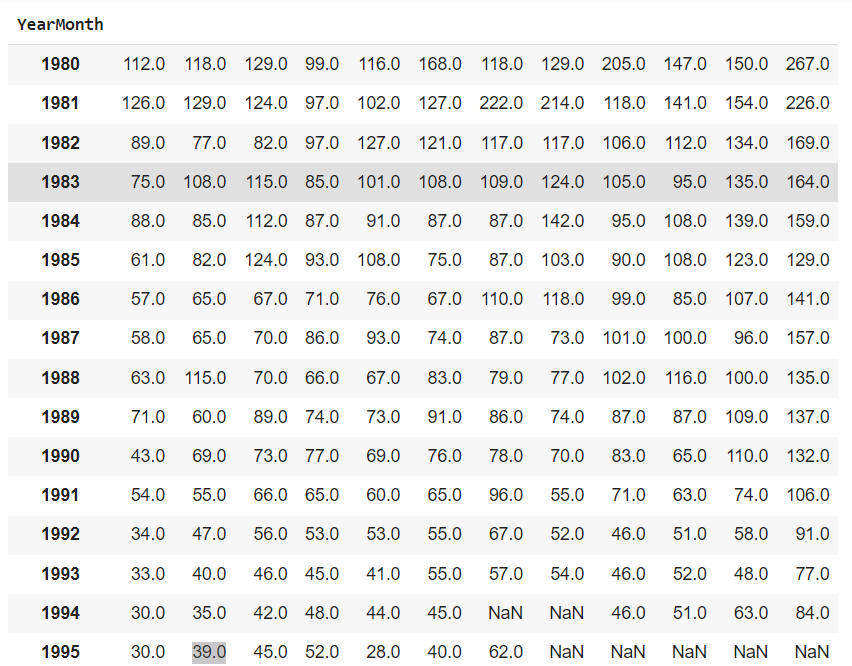 YearMonth
1980 112.0 118.0 129.0 99.0 116.0 168.0 118.0 129.0 205.0 147.0 150.0 267.0
1981 126.0 129.0 124.0 97.0 102.0 127.0 222.0 214.0 118.0 141.0 154.0 226.0
1982 89.0 77.0 82.0 97.0 127.0 121.0 117.0 117.0 106.0 112.0 134.0 169.0
1983 75.0 108.0 115.0 85.0 101.0 108.0 109.0 124.0 105.0 95.0 135.0 164.0
1984 88.0 85.0 112.0 87.0 91.0 87.0 87.0 142.0 95.0 108.0 139.0 159.0
1985 61.0 82.0 124.0 93.0 108.0 75.0 87.0 103.0 90.0 108.0 123.0 129.0
1986 57.0 65.0 67.0 71.0 76.0 67.0 110.0 118.0 99.0 85.0 107.0 141.0
1987 58.0 65.0 70.0 86.0 93.0 74.0 87.0 73.0 101.0 100.0 96.0 157.0
1988 63.0 115.0 70.0 66.0 67.0 83.0 79.0 77.0 102.0 116.0 100.0 135.0
1989 71.0 60.0 89.0 74.0 73.0 91.0 86.0 74.0 87.0 87.0 109.0 137.0
1990 43.0 69.0 73.0 77.0 69.0 76.0 78.0 70.0 83.0 65.0 110.0 132.0
1991 54.0 55.0 66.0 65.0 60.0 65.0 96.0 55.0 71.0 63.0 74.0 106.0
1992 34.0 47.0 56.0 53.0 53.0 55.0 67.0 52.0 46.0 51.0 58.0 91.0
1993 33.0 40.0 46.0 45.0 41.0 55.0 57.0 54.0 46.0 52.0 48.0 77.0
1994 30.0 35.0 42.0 48.0 44.0 45.0 NaN NaN 46.0 51.0 63.0 84.0
1995 30.0 39.0 45.0 52.0 28.0 40.0 62.0 NaN NaN NaN NaN NaN